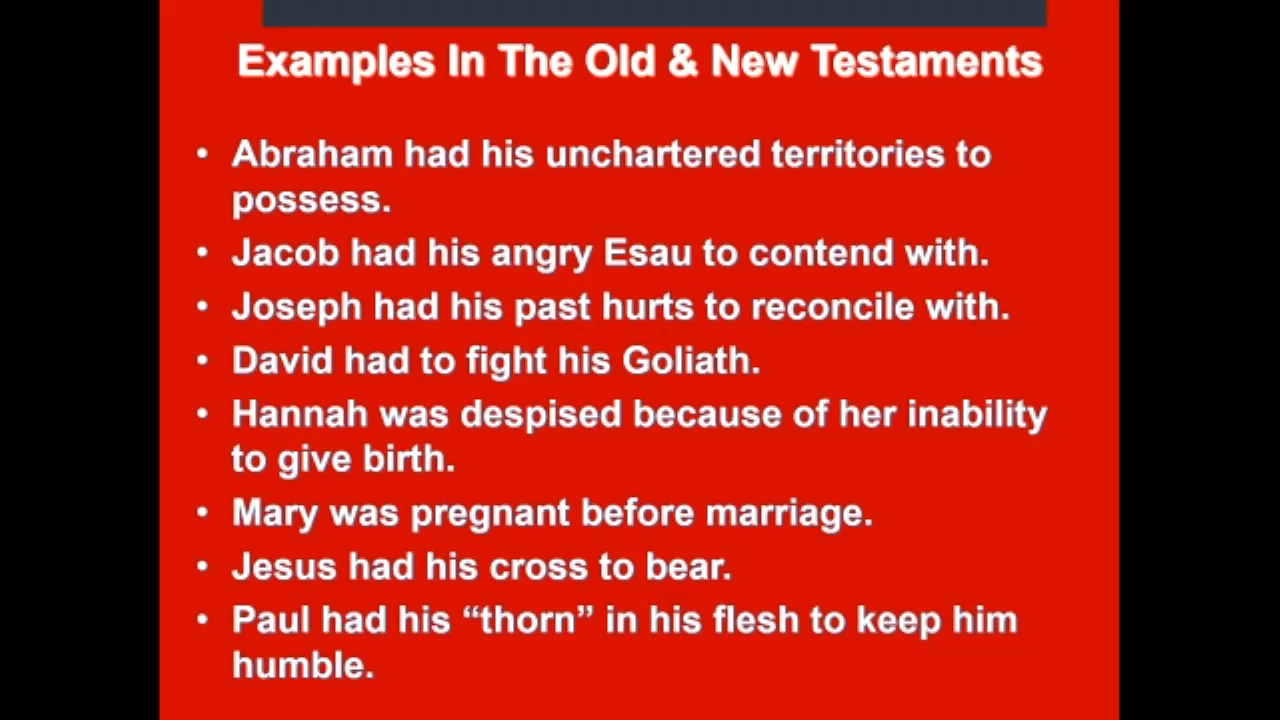 Examples In The Old & New Testaments
• Abraham had his unchartered territories to
possess.
• Jacob had his angry Esau to contend with.
• Joseph had his past hurts to reconcile with.
• David had to fight his Goliath.
• Hannah was despised because of her inability
to give birth.
• Mary was pregnant before marriage.
• Jesus had his cross to bear.
• Paul had his “thorn” in his flesh to keep him
humble.